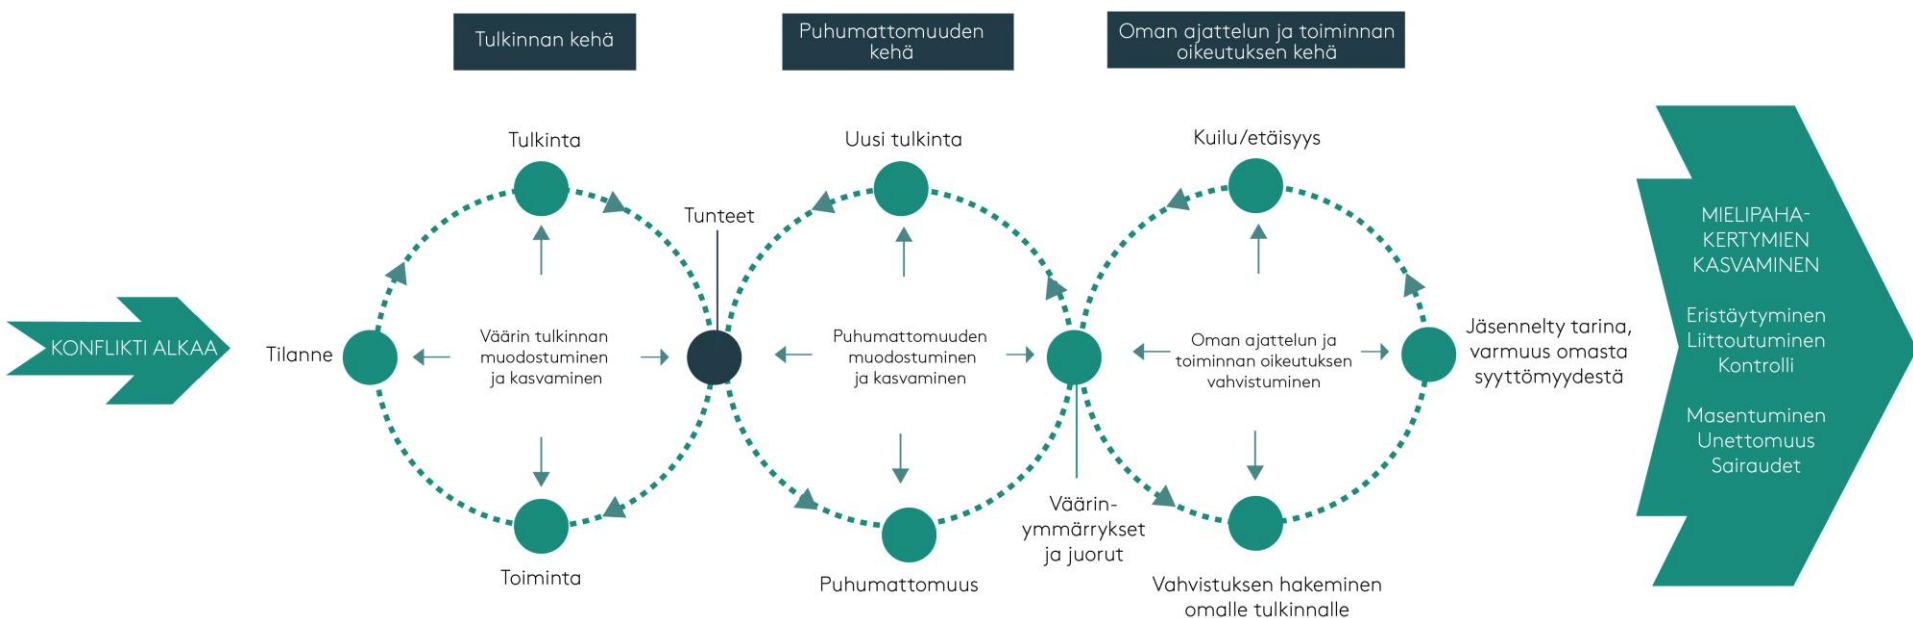 Tulkinnan kehä
Puhumattomuuden
kehä
Oman ajattelun ja toiminnan
oikeutuksen kehä
KONFLIKTI ALKAA
Tilanne
Tulkinta
Väärin tulkinnan
muodostuminen
ja kasvaminen
Toiminta
Tunteet
Uusi tulkinta
Puhumattomuuden
muodostuminen
ja kasvaminen
Puhumattomuus
Väärin-
ymmärrykset
ja juorut
Kuilu/etäisyys
Oman ajattelun ja
toiminnan oikeutuksen
vahvistuminen
Vahvistuksen hakeminen
omalle tulkinnalle
Jäsennelty tarina,
varmuus omasta
syyttömyydestä
MIELIPAHA-
KERTYMIEN
KASVAMINEN
Eristäytyminen
Liittoutuminen
Kontrolli
Masentuminen
Unettomuus
Sairaudet